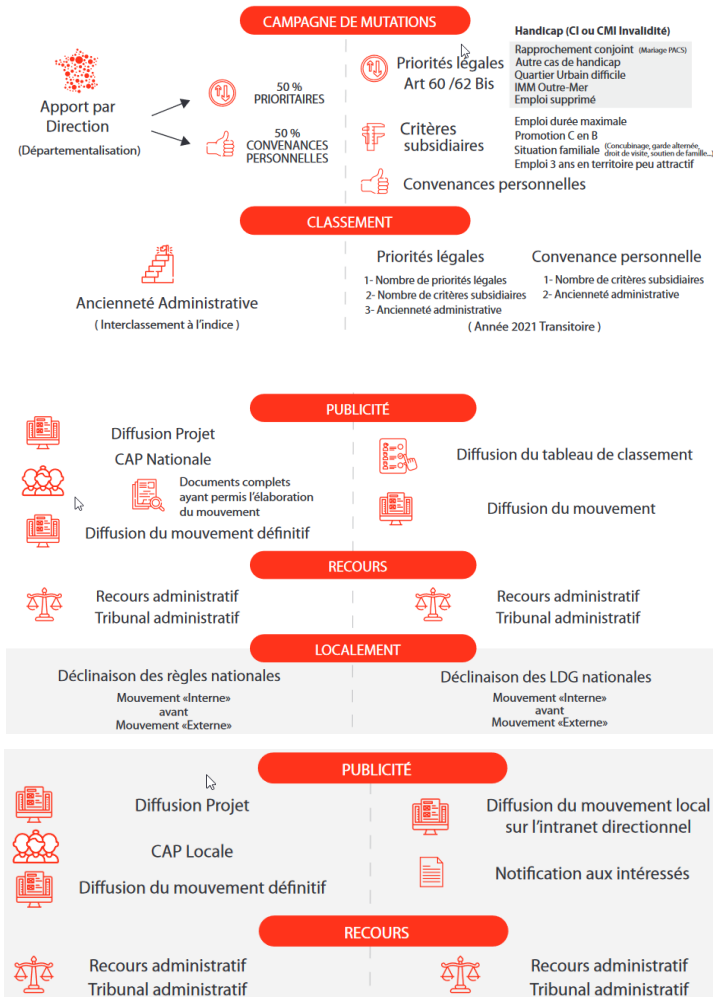 CAMPAGNE DE MUTATIONS
Apport par
Direction
(Départementalisation)
50 %
PRIORITAIRES
50 %
CONVENANCES
PERSONNELLES
Priorités légales
Art 60 /62 Bis
Handicap (CI ou CMI Invalidité)
Rapprochement conjoint (Mariage PACS)
Autre cas de handicap
Quartier Urbain difficile
IMM Outre-Mer
Emploi supprimé
Critères
subsidiaires
Emploi durée maximale
Promotion C en B
Situation familiale (Concubinage, garde alternée,
droit de visite, soutien de famille...)
Emploi 3 ans en territoire peu attractif
Convenances personnelles
CLASSEMENT
Ancienneté Administrative
( Interclassement à l'indice )
Priorités légales
1- Nombre de priorités légales
2- Nombre de critères subsidiaires
3- Ancienneté administrative
Convenance personnelle
1- Nombre de critères subsidiaires
2- Ancienneté administrative
( Année 2021 Transitoire )
PUBLICITÉ
Diffusion Projet
CAP Nationale
Documents complets
ayant permis l'élaboration
du mouvement
Diffusion du mouvement définitif
Diffusion du tableau de classement
Diffusion du mouvement
RECOURS
Recours administratif
Tribunal administratif
Recours administratif
Tribunal administratif
LOCALEMENT
Déclinaison des règles nationales
Mouvement «Interne»
avant
Mouvement «Externe»
Déclinaison des LDG nationales
Mouvement «Interne»
avant
Mouvement «Externe»
PUBLICITÉ
Diffusion Projet
CAP Locale
Diffusion du mouvement définitif
Diffusion du mouvement local
sur l'intranet directionnel
Notification aux intéressés
RECOURS
Recours administratif
Tribunal administratif
Recours administratif
Tribunal administratif